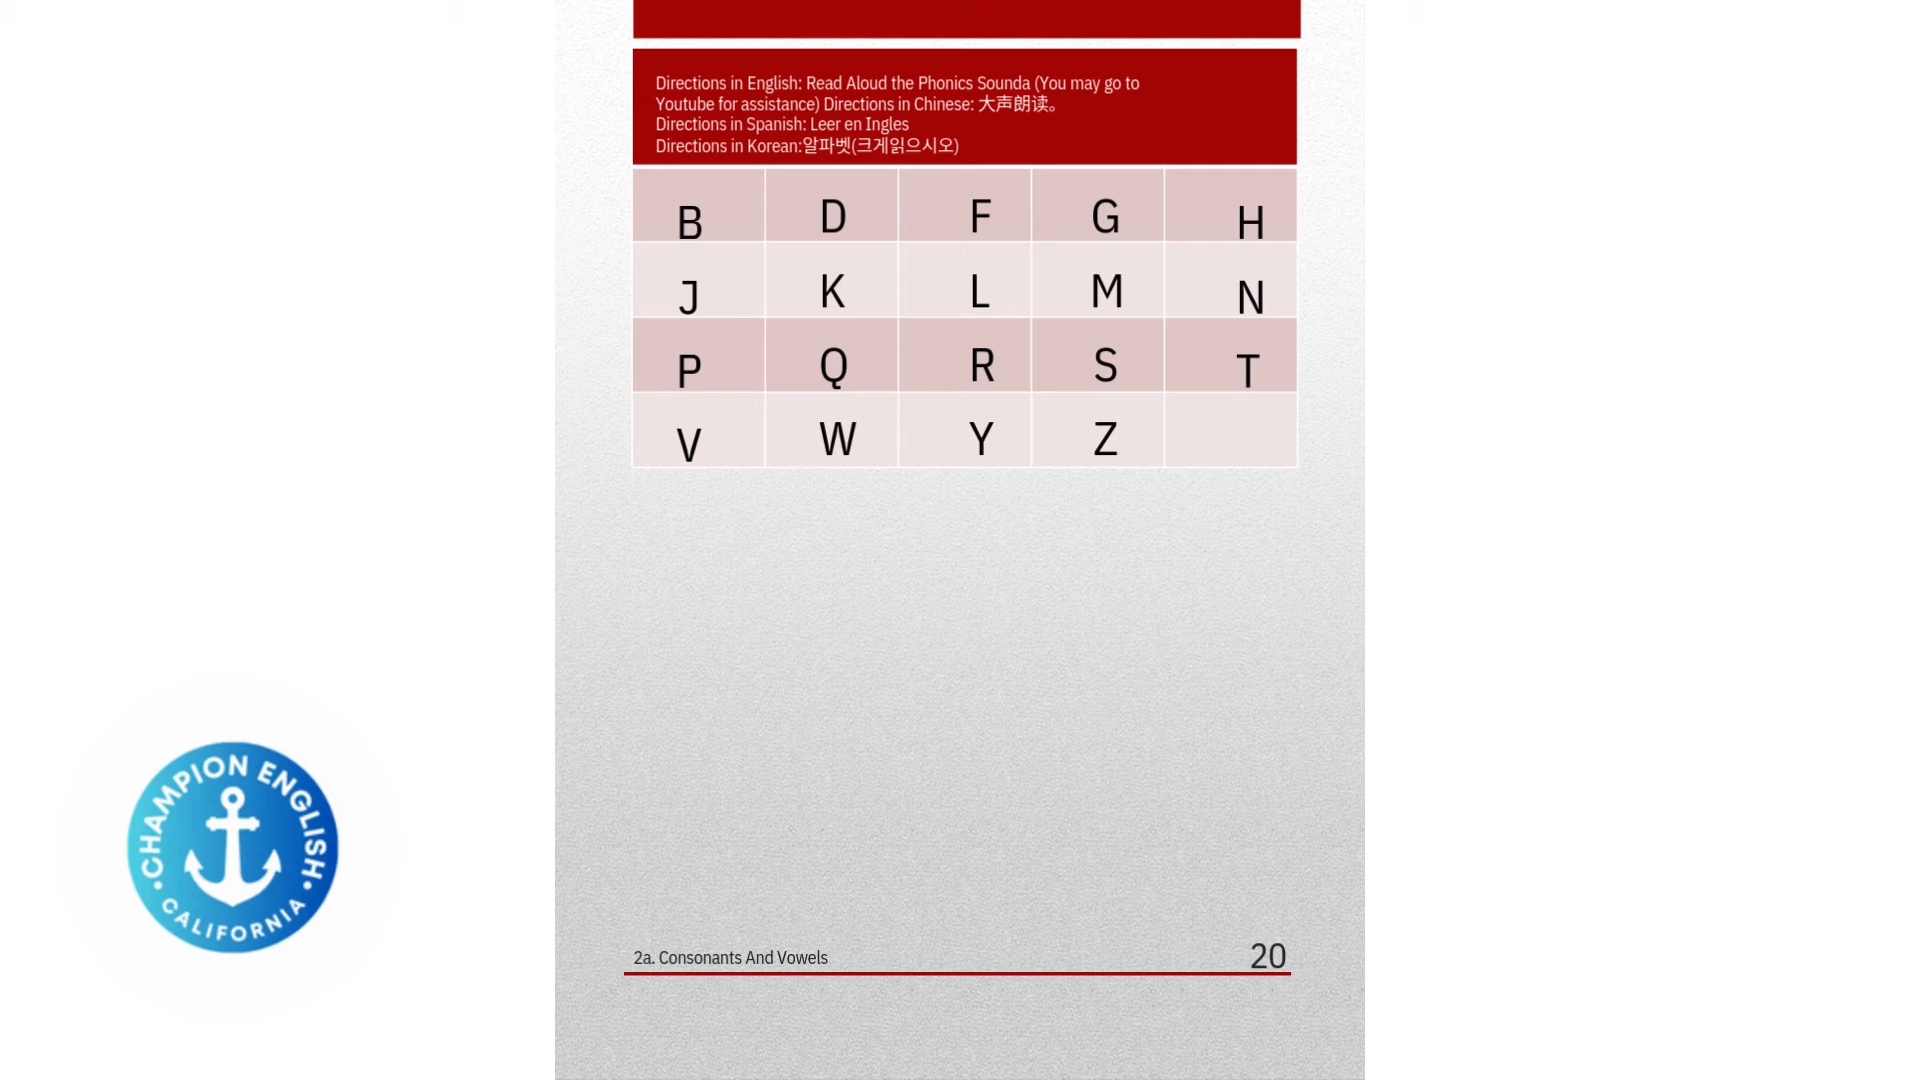 Directions in English: Read Aloud the Phonics Sounda (You may go to
Youtube for assistance) Directions in Chinese: 大声朗读。
Directions in Spanish: Leer en Ingles
Directions in Korean:알파벳(크게읽으시오)
B D F G H
J K L M N
P Q R S T
V W Y Z
CHAMPION ENGLISH
CALIFORNIA
2a. Consonants And Vowels 20